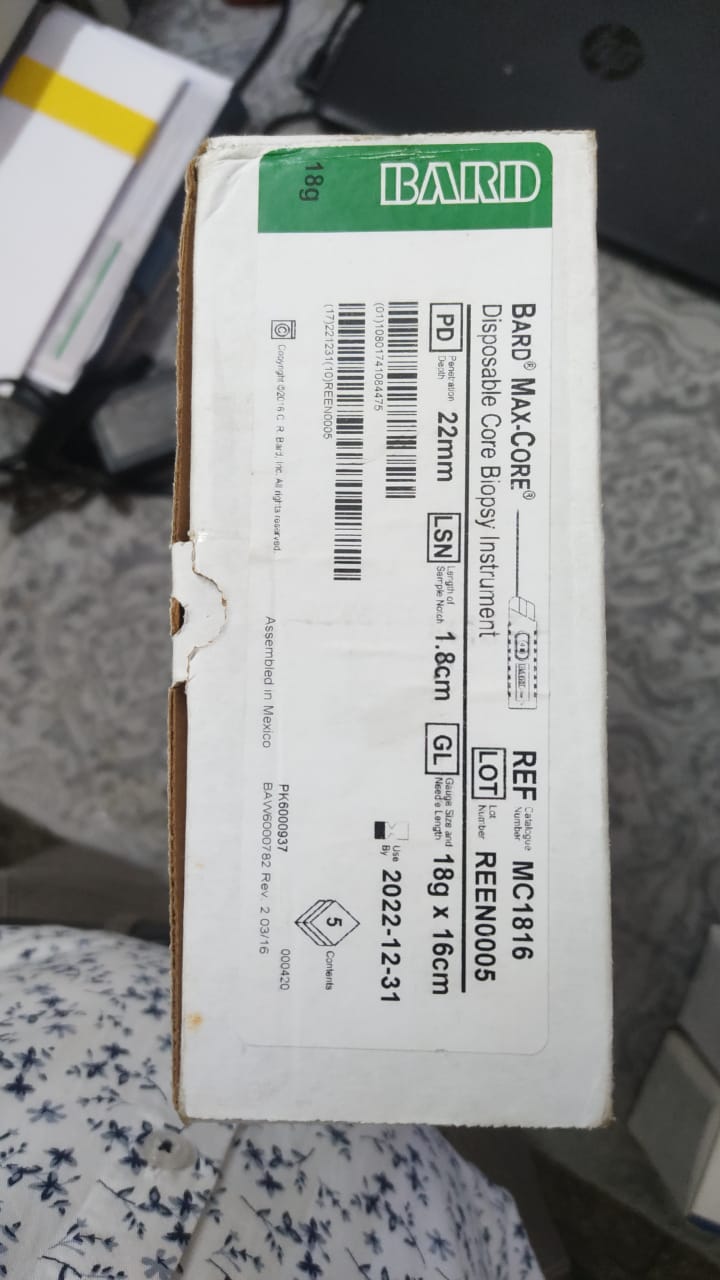 BARD
18g
BARD® MAX-CORE®
Disposable Core Biopsy Instrument
REF Catalogue Number MC1816
LOT Lot Number REEN0005
PD Penetration Depth 22mm LSN Length of Sample Notch 1.8cm GL Gauge Size and Needle Length 18g x 16cm
(01)10801741084475
Use By 2022-12-31
(17)221231(10)REEN0005
5 Contents
© Copyright ©2016 C. R. Bard, Inc. All rights reserved.
Assembled in Mexico
PK6000937
BAW6000782 Rev. 2 03/16
000420
hp